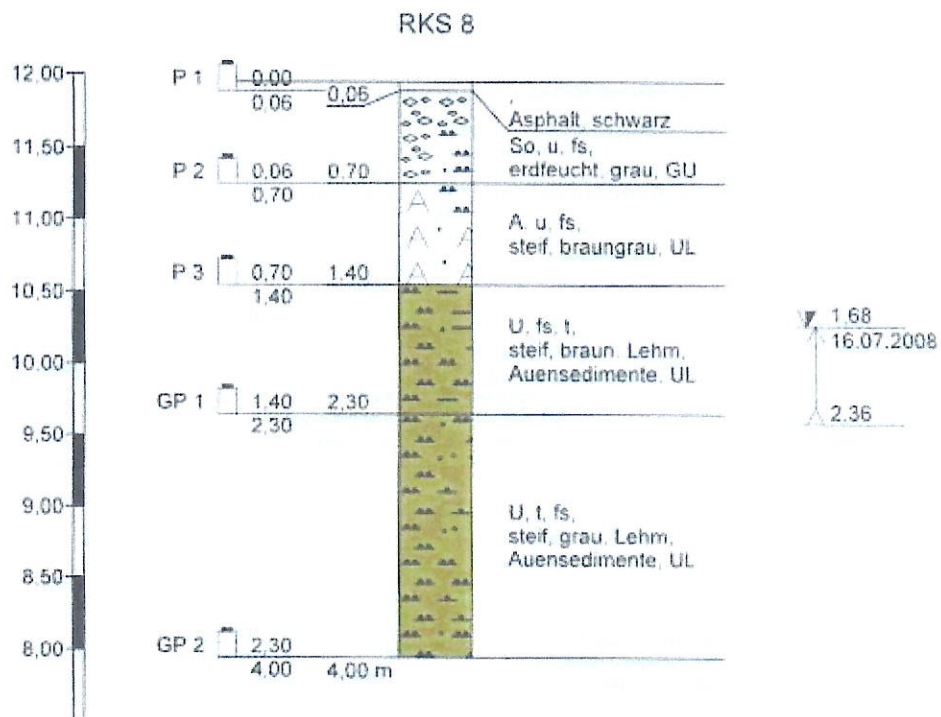 RKS 8
12,00
P 1
0,00
0,06
0,06
Asphalt, schwarz
11,50
So, u, fs,
erdfeucht, grau, GU
P 2
0,06
0,70
0,70
11,00
A, u, fs,
steif, braungrau, UL
P 3
0,70
1,40
1,40
10,50
U, fs, t,
steif, braun, Lehm,
Auensedimente, UL
1,68
16.07.2008
10,00
GP 1
1,40
2,30
2,30
2,36
9,50
9,00
U, t, fs,
steif, grau, Lehm,
Auensedimente, UL
8,50
8,00
GP 2
2,30
4,00
4,00 m